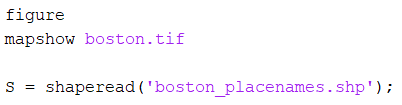 figure
mapshow boston.tif
S = shaperead('boston_placenames.shp');